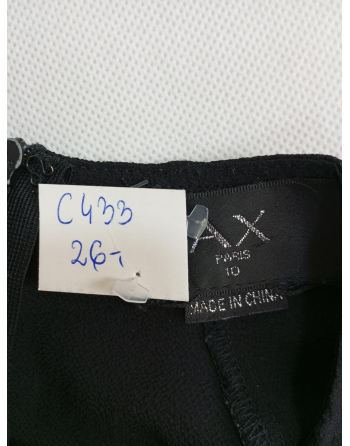 C433
26,-
AX
PARIS
10
MADE IN CHINA